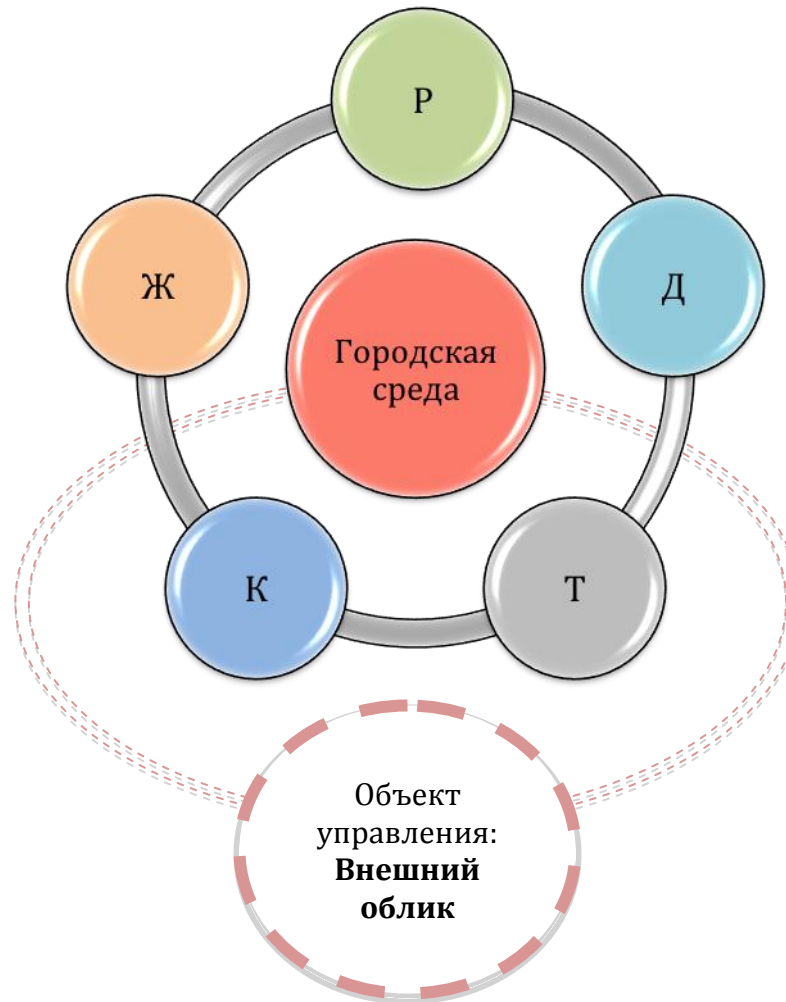 Р
Ж
Д
Городская
среда
К
Т
Объект
управления:
Внешний
облик